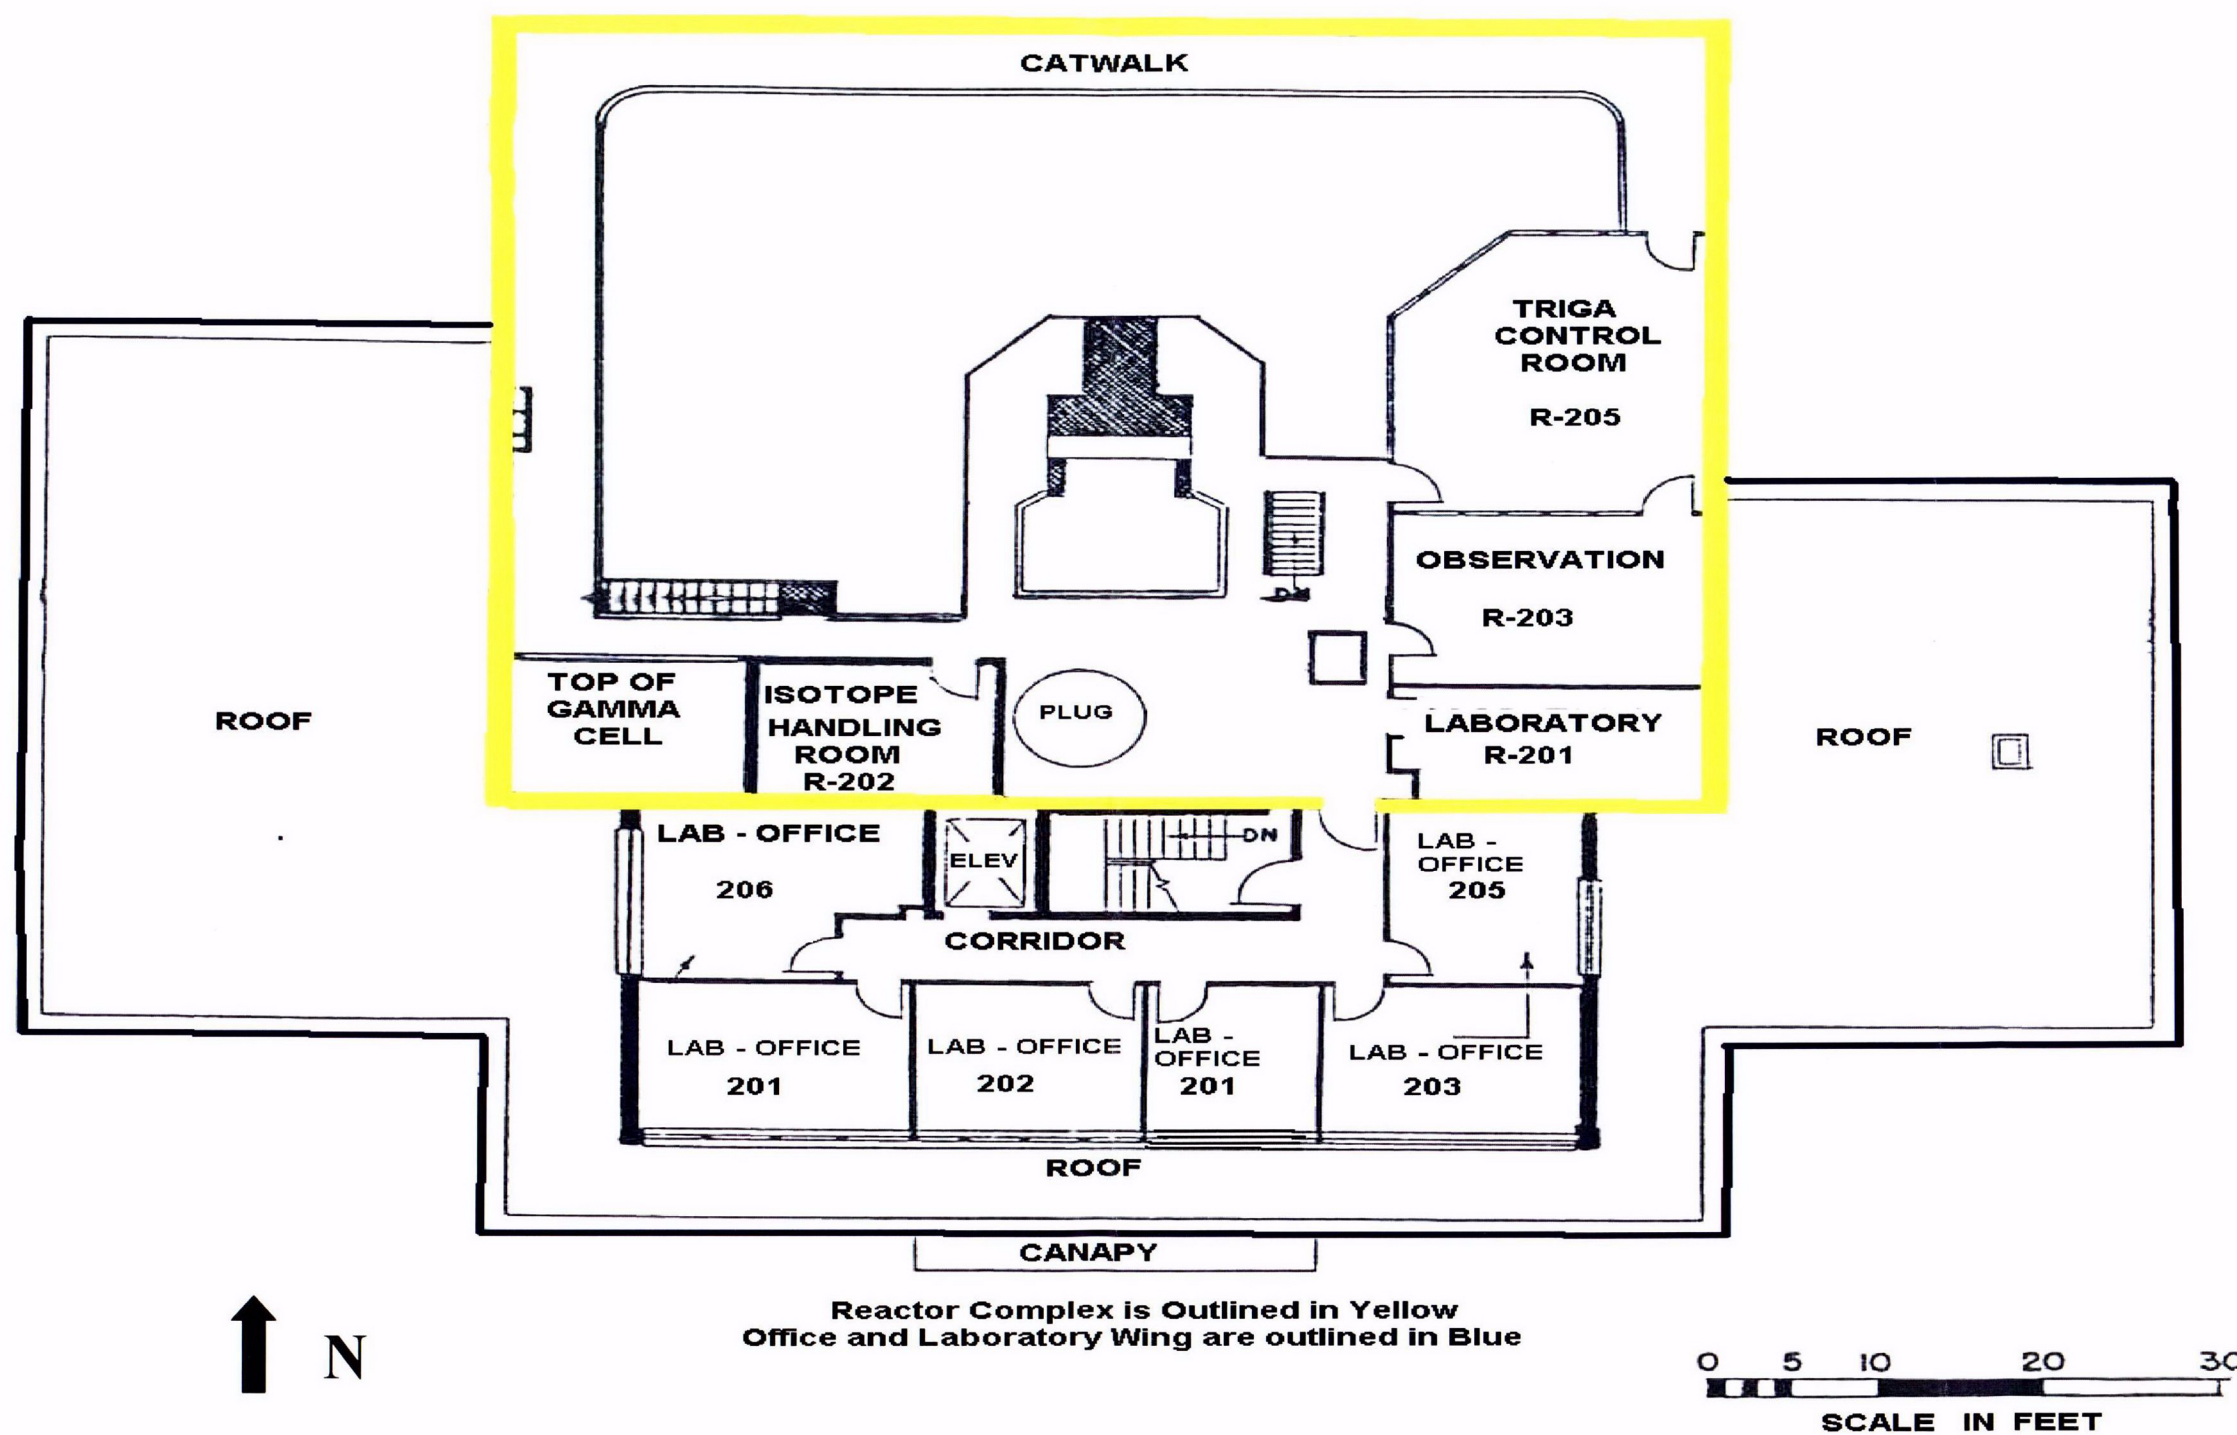 CATWALK
TRIGA
CONTROL
ROOM
R-205
OBSERVATION
R-203
DN
TOP OF
GAMMA
CELL
ISOTOPE
HANDLING
ROOM
R-202
PLUG
LABORATORY
R-201
ROOF
ROOF
LAB - OFFICE
206
ELEV
DN
LAB -
OFFICE
205
CORRIDOR
LAB - OFFICE
201
LAB - OFFICE
202
LAB -
OFFICE
201
LAB - OFFICE
203
ROOF
CANAPY
Reactor Complex is Outlined in Yellow
Office and Laboratory Wing are outlined in Blue
N
0 5 10 20 30
SCALE IN FEET